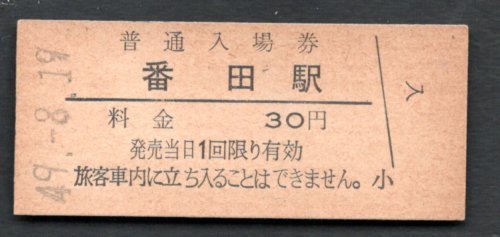 49.-8.19
普通入場券
番田駅
料金 30円
発売当日1回限り有効
旅客車内に立ち入ることはできません。小
入